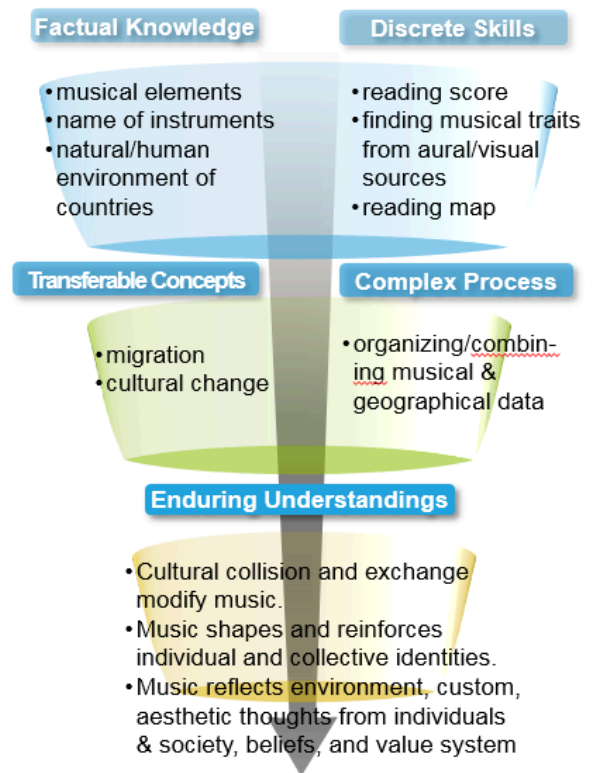 Factual Knowledge
Discrete Skills
•musical elements
•name of instruments
•natural/human
environment of
countries
•reading score
•finding musical traits
from aural/visual
sources
•reading map
Transferable Concepts
Complex Process
•migration
•cultural change
•organizing/combin-
ing musical &
geographical data
Enduring Understandings
•Cultural collision and exchange
modify music.
•Music shapes and reinforces
individual and collective identities.
•Music reflects environment, custom,
aesthetic thoughts from individuals
& society, beliefs, and value system